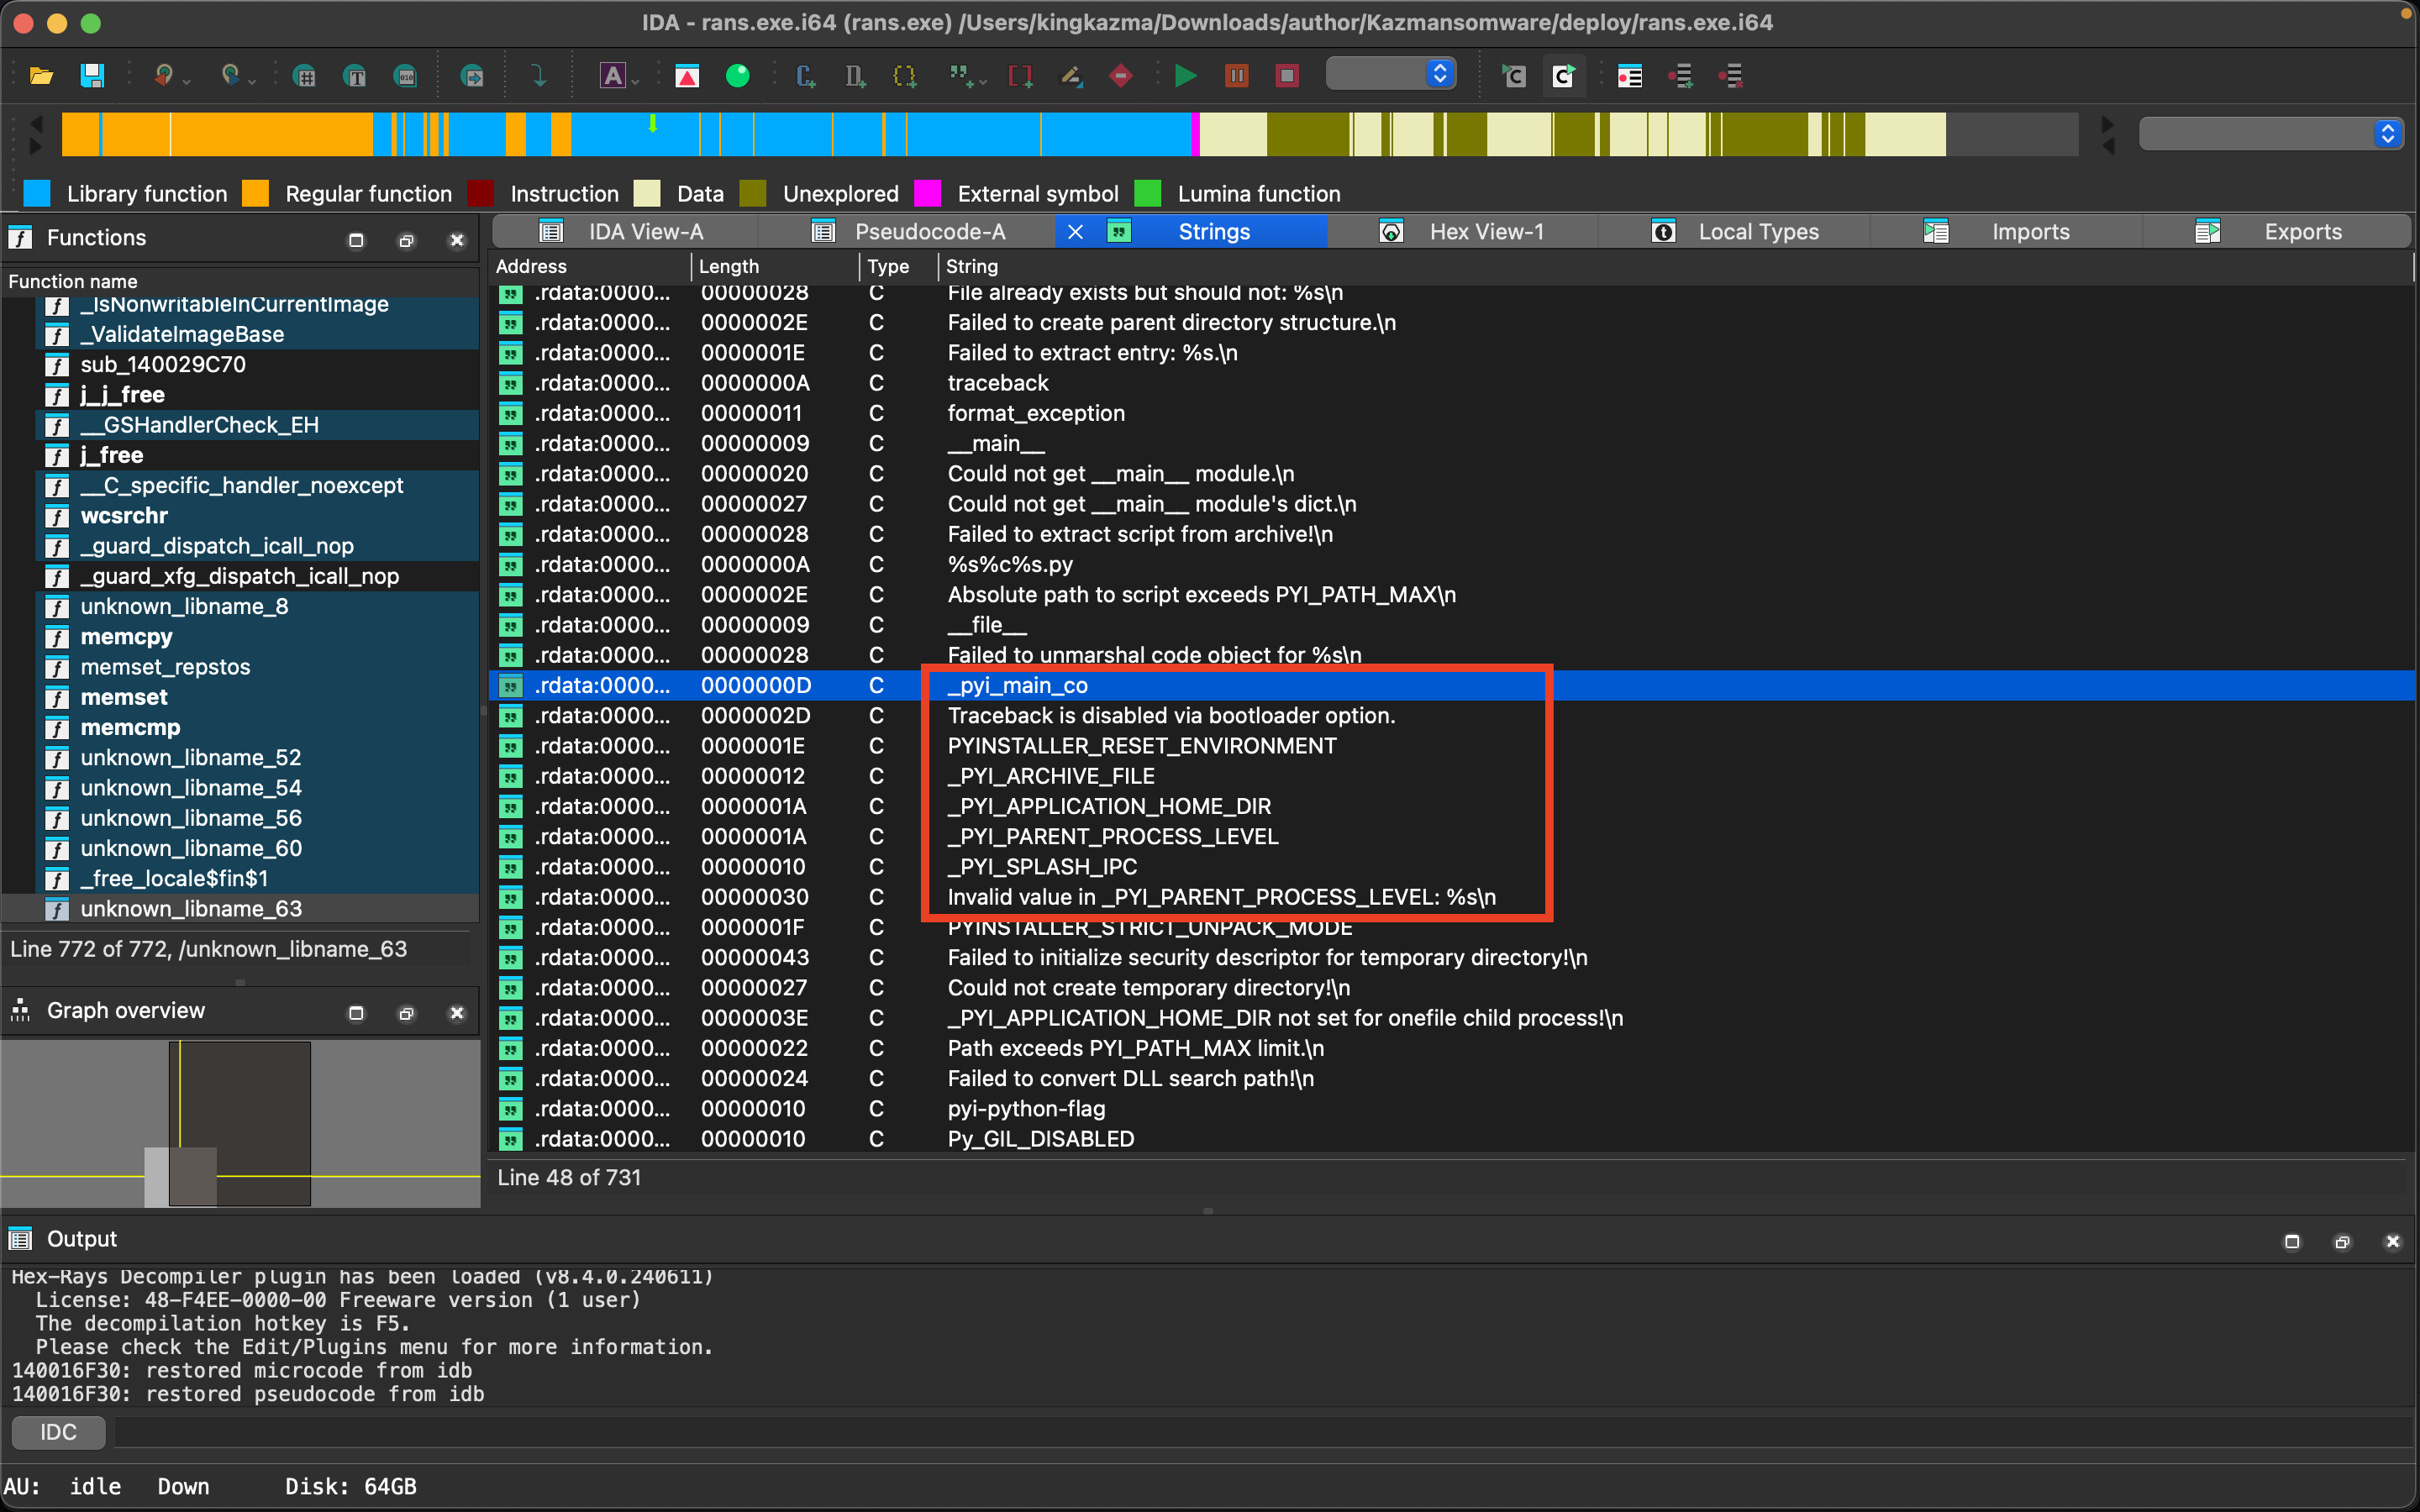 IDA - rans.exe.i64 (rans.exe) /Users/kingkazma/Downloads/author/Kazmansomware/deploy/rans.exe.i64
Library function Regular function Instruction Data Unexplored External symbol Lumina function
Functions
Function name
_IsNonwritableInCurrentImage
_ValidateImageBase
sub_140029C70
j_j_free
__GSHandlerCheck_EH
j_free
__C_specific_handler_noexcept
wcsrchr
_guard_dispatch_icall_nop
_guard_xfg_dispatch_icall_nop
unknown_libname_8
memcpy
memset_repstos
memset
memcmp
unknown_libname_52
unknown_libname_54
unknown_libname_56
unknown_libname_60
_free_locale$fin$1
unknown_libname_63
Line 772 of 772, /unknown_libname_63
Graph overview
IDA View-A Pseudocode-A Strings Hex View-1 Local Types Imports Exports
Address Length Type String
.rdata:0000... 00000028 C File already exists but should not: %s\n
.rdata:0000... 0000002E C Failed to create parent directory structure.\n
.rdata:0000... 0000001E C Failed to extract entry: %s.\n
.rdata:0000... 0000000A C traceback
.rdata:0000... 00000011 C format_exception
.rdata:0000... 00000009 C __main__
.rdata:0000... 00000020 C Could not get __main__ module.\n
.rdata:0000... 00000027 C Could not get __main__ module's dict.\n
.rdata:0000... 00000028 C Failed to extract script from archive!\n
.rdata:0000... 0000000A C %s%c%s.py
.rdata:0000... 0000002E C Absolute path to script exceeds PYI_PATH_MAX\n
.rdata:0000... 00000009 C __file__
.rdata:0000... 00000028 C Failed to unmarshal code object for %s\n
.rdata:0000... 0000000D C _pyi_main_co
.rdata:0000... 0000002D C Traceback is disabled via bootloader option.
.rdata:0000... 0000001E C PYINSTALLER_RESET_ENVIRONMENT
.rdata:0000... 00000012 C _PYI_ARCHIVE_FILE
.rdata:0000... 0000001A C _PYI_APPLICATION_HOME_DIR
.rdata:0000... 0000001A C _PYI_PARENT_PROCESS_LEVEL
.rdata:0000... 00000010 C _PYI_SPLASH_IPC
.rdata:0000... 00000030 C Invalid value in _PYI_PARENT_PROCESS_LEVEL: %s\n
.rdata:0000... 0000001F C PYINSTALLER_STRICT_UNPACK_MODE
.rdata:0000... 00000043 C Failed to initialize security descriptor for temporary directory!\n
.rdata:0000... 00000027 C Could not create temporary directory!\n
.rdata:0000... 0000003E C _PYI_APPLICATION_HOME_DIR not set for onefile child process!\n
.rdata:0000... 00000022 C Path exceeds PYI_PATH_MAX limit.\n
.rdata:0000... 00000024 C Failed to convert DLL search path!\n
.rdata:0000... 00000010 C pyi-python-flag
.rdata:0000... 00000010 C Py_GIL_DISABLED
Line 48 of 731
Output
Hex-Rays Decompiler plugin has been loaded (v8.4.0.240611)
License: 48-F4EE-0000-00 Freeware version (1 user)
The decompilation hotkey is F5.
Please check the Edit/Plugins menu for more information.
140016F30: restored microcode from idb
140016F30: restored pseudocode from idb
IDC
AU: idle Down Disk: 64GB